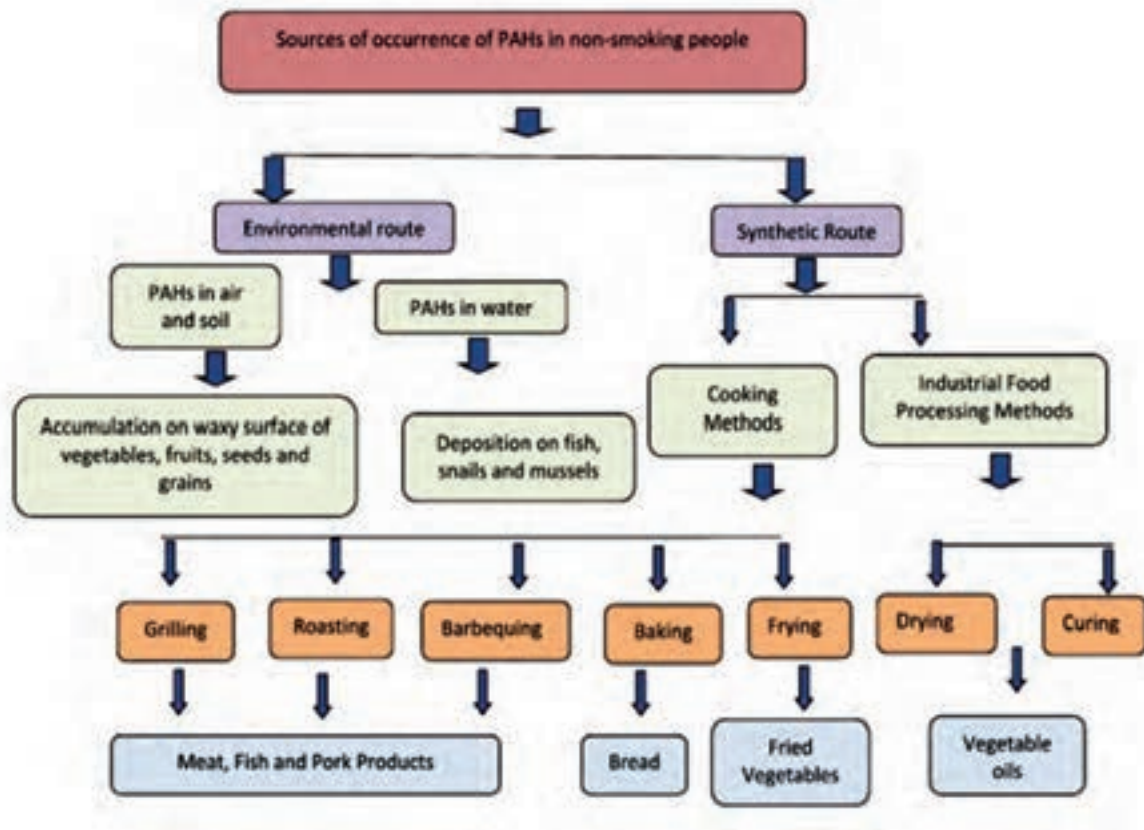 Sources of occurrence of PAHs in non-smoking people
Environmental route
Synthetic Route
PAHs in air
and soil
PAHs in water
Cooking
Methods
Industrial Food
Processing Methods
Accumulation on waxy surface of
vegetables, fruits, seeds and
grains
Deposition on fish,
snails and mussels
Grilling
Roasting
Barbequing
Baking
Frying
Drying
Curing
Meat, Fish and Pork Products
Bread
Fried
Vegetables
Vegetable
oils